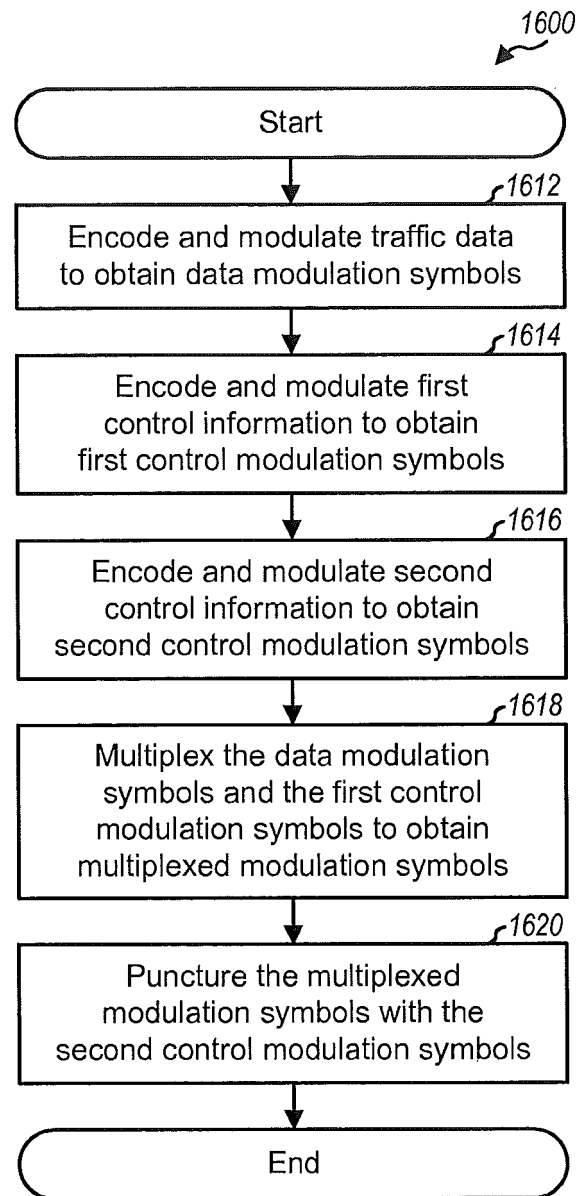 1600
Start
1612
Encode and modulate traffic data
to obtain data modulation symbols
1614
Encode and modulate first
control information to obtain
first control modulation symbols
1616
Encode and modulate second
control information to obtain
second control modulation symbols
1618
Multiplex the data modulation
symbols and the first control
modulation symbols to obtain
multiplexed modulation symbols
1620
Puncture the multiplexed
modulation symbols with the
second control modulation symbols
End